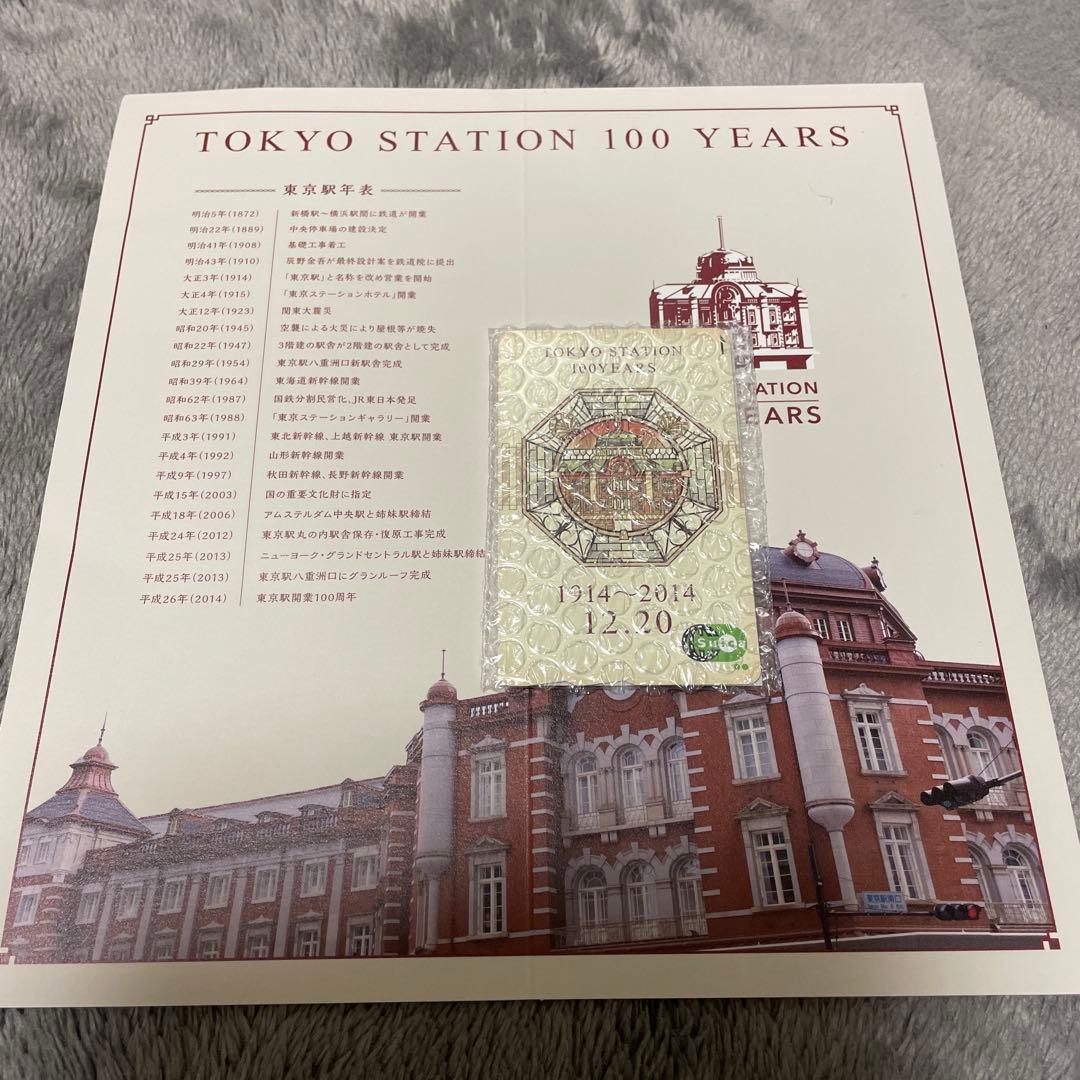 TOKYO STATION 100 YEARS
東京駅年表
明治5年(1872) 新橋駅〜横浜駅間に鉄道が開業
明治22年(1889) 中央停車場の建設決定
明治41年(1908) 基礎工事着工
明治43年(1910) 辰野金吾が最終設計案を鉄道院に提出
大正3年(1914) 「東京駅」と名称を改め営業を開始
大正4年(1915) 「東京ステーションホテル」開業
大正12年(1923) 関東大震災
昭和20年(1945) 空襲による火災により屋根等が焼失
昭和22年(1947) 3階建の駅舎が2階建の駅舎として完成
昭和29年(1954) 東京駅八重洲口新駅舎完成
昭和39年(1964) 東海道新幹線開業
昭和62年(1987) 国鉄分割民営化、JR東日本発足
昭和63年(1988) 「東京ステーションギャラリー」開業
平成3年(1991) 東北新幹線、上越新幹線 東京駅開業
平成4年(1992) 山形新幹線開業
平成9年(1997) 秋田新幹線、長野新幹線開業
平成15年(2003) 国の重要文化財に指定
平成18年(2006) アムステルダム中央駅と姉妹駅締結
平成24年(2012) 東京駅丸の内駅舎保存・復原工事完成
平成25年(2013) ニューヨーク・グランドセントラル駅と姉妹駅締結
平成25年(2013) 東京駅八重洲口にグランルーフ完成
平成26年(2014) 東京駅開業100周年
TATION
EARS
TOKYO STATION
100YEARS
1914〜2014
12.20
Suica
東京駅南口